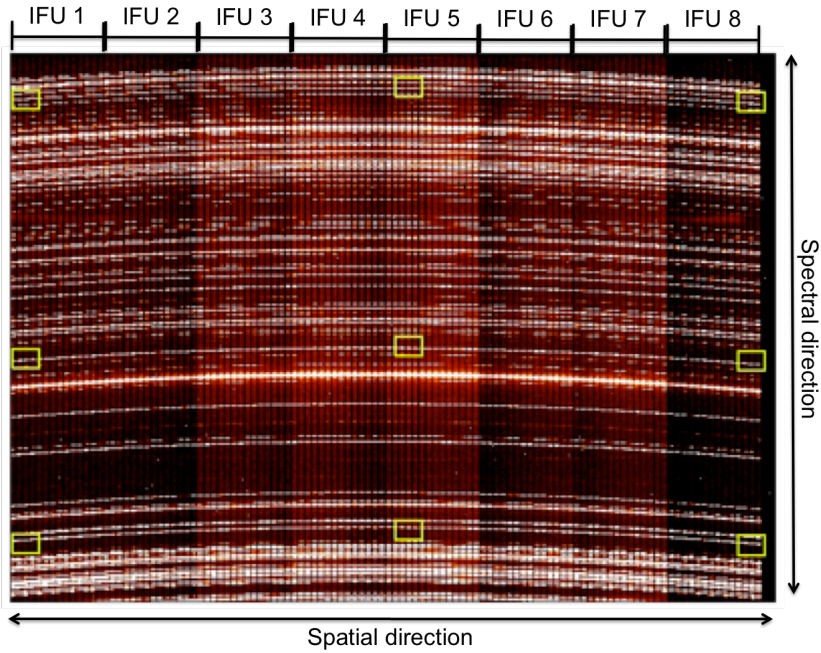 IFU 1 IFU 2 IFU 3 IFU 4 IFU 5 IFU 6 IFU 7 IFU 8
Spectral direction
Spatial direction